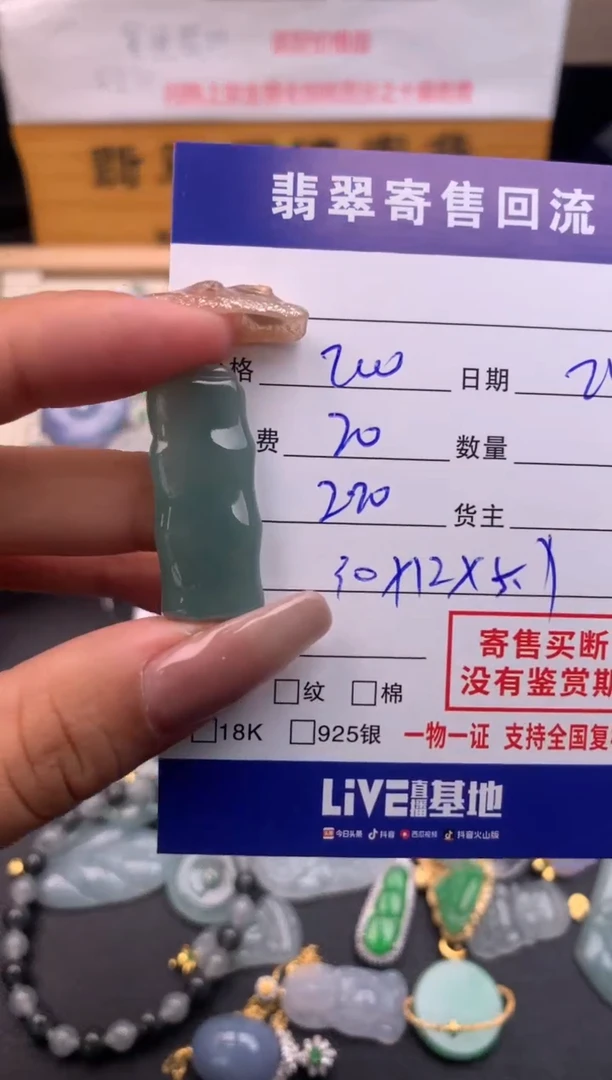 翡翠寄售回流
格 200 日期 2
费 20 数量
220 货主
30X12X5.1
寄售买断
没有鉴赏期
纹 棉
18K 925银 一物一证 支持全国复
LiVE直播基地
今日头条 抖音 西瓜视频 抖音火山版